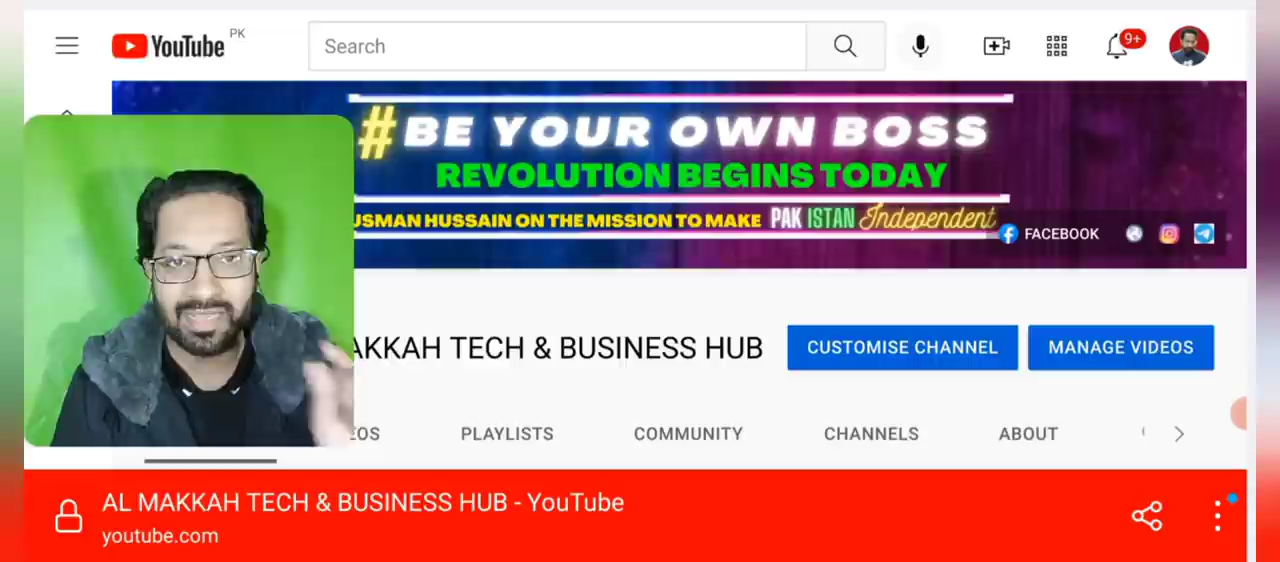 YouTube PK
Search
9+
#BE YOUR OWN BOSS
REVOLUTION BEGINS TODAY
USMAN HUSSAIN ON THE MISSION TO MAKE PAKISTAN Independent
FACEBOOK
MAKKAH TECH & BUSINESS HUB
CUSTOMISE CHANNEL
MANAGE VIDEOS
PLAYLISTS
COMMUNITY
CHANNELS
ABOUT
AL MAKKAH TECH & BUSINESS HUB - YouTube
youtube.com